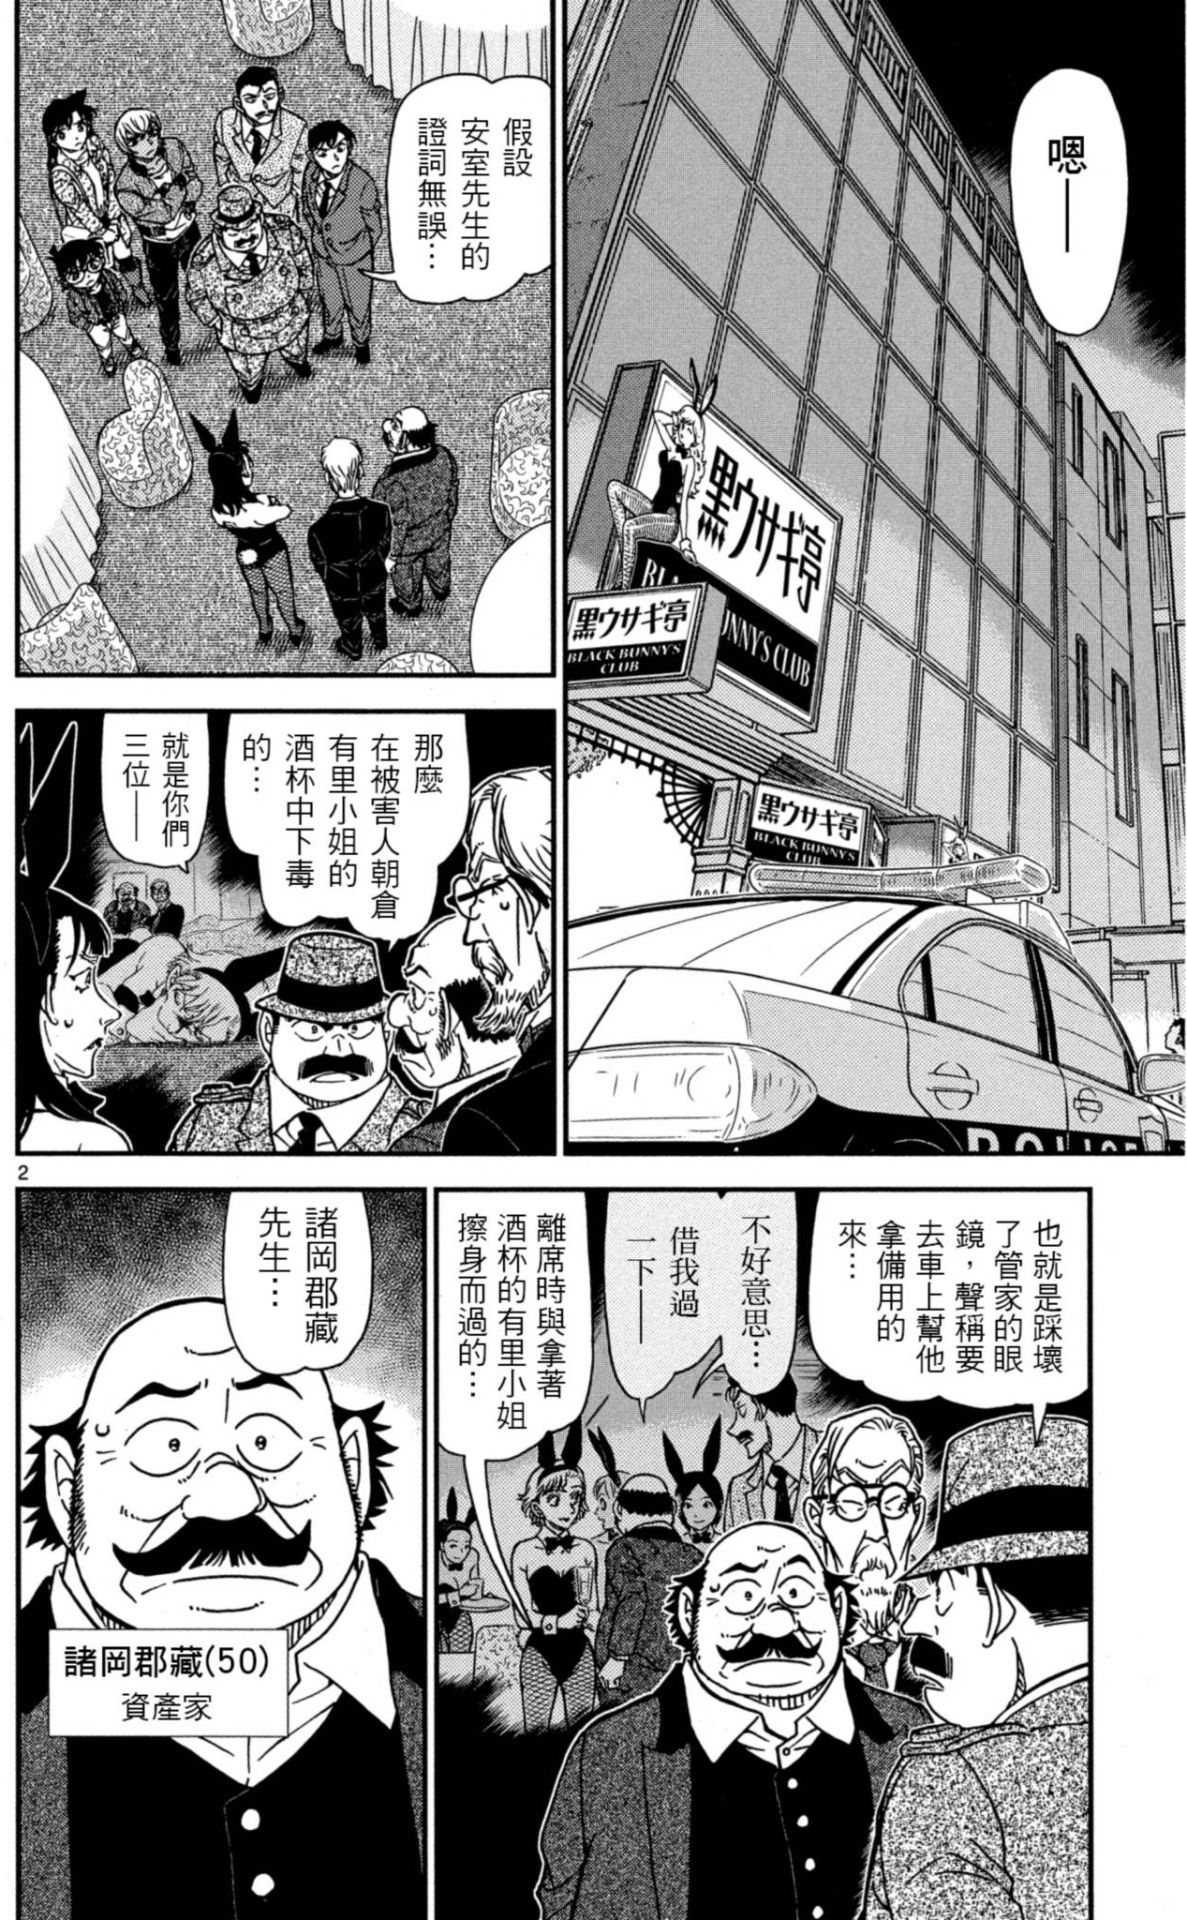 嗯──
黒ウサギ亭
BLA
UNNY'S CLUB
黒ウサギ亭
BLACK BUNNY'S
CLUB
黒ウサギ亭
BLACK BUNNY'S
CLUB
POLICE
假設
安室先生的
證詞無誤…
那麼
在被害人朝倉
有里小姐的
酒杯中下毒
的…
就是你們
三位──
2
也就是踩壞
了管家的眼
鏡，聲稱要
去車上幫他
拿備用的
來…
不好意思…
借我過
一下──
離席時與拿著
酒杯的有里小姐
擦身而過的…
諸岡郡藏
先生…
諸岡郡藏(50)
資產家